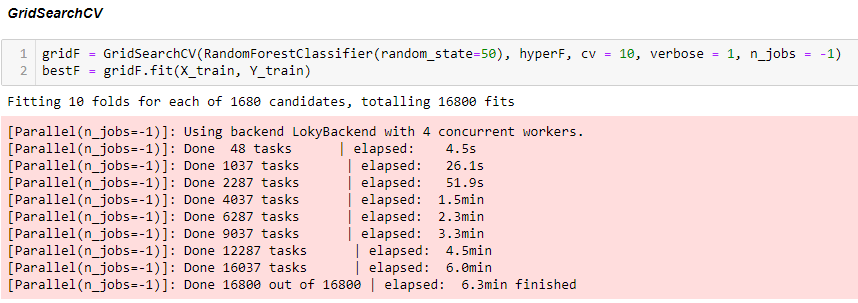 GridSearchCV
1 gridF = GridSearchCV(RandomForestClassifier(random_state=50), hyperF, cv = 10, verbose = 1, n_jobs = -1)
2 bestF = gridF.fit(X_train, Y_train)
Fitting 10 folds for each of 1680 candidates, totalling 16800 fits
[Parallel(n_jobs=-1)]: Using backend LokyBackend with 4 concurrent workers.
[Parallel(n_jobs=-1)]: Done  48 tasks      | elapsed:    4.5s
[Parallel(n_jobs=-1)]: Done 1037 tasks      | elapsed:   26.1s
[Parallel(n_jobs=-1)]: Done 2287 tasks      | elapsed:   51.9s
[Parallel(n_jobs=-1)]: Done 4037 tasks      | elapsed:  1.5min
[Parallel(n_jobs=-1)]: Done 6287 tasks      | elapsed:  2.3min
[Parallel(n_jobs=-1)]: Done 9037 tasks      | elapsed:  3.3min
[Parallel(n_jobs=-1)]: Done 12287 tasks      | elapsed:  4.5min
[Parallel(n_jobs=-1)]: Done 16037 tasks      | elapsed:  6.0min
[Parallel(n_jobs=-1)]: Done 16800 out of 16800 | elapsed:  6.3min finished